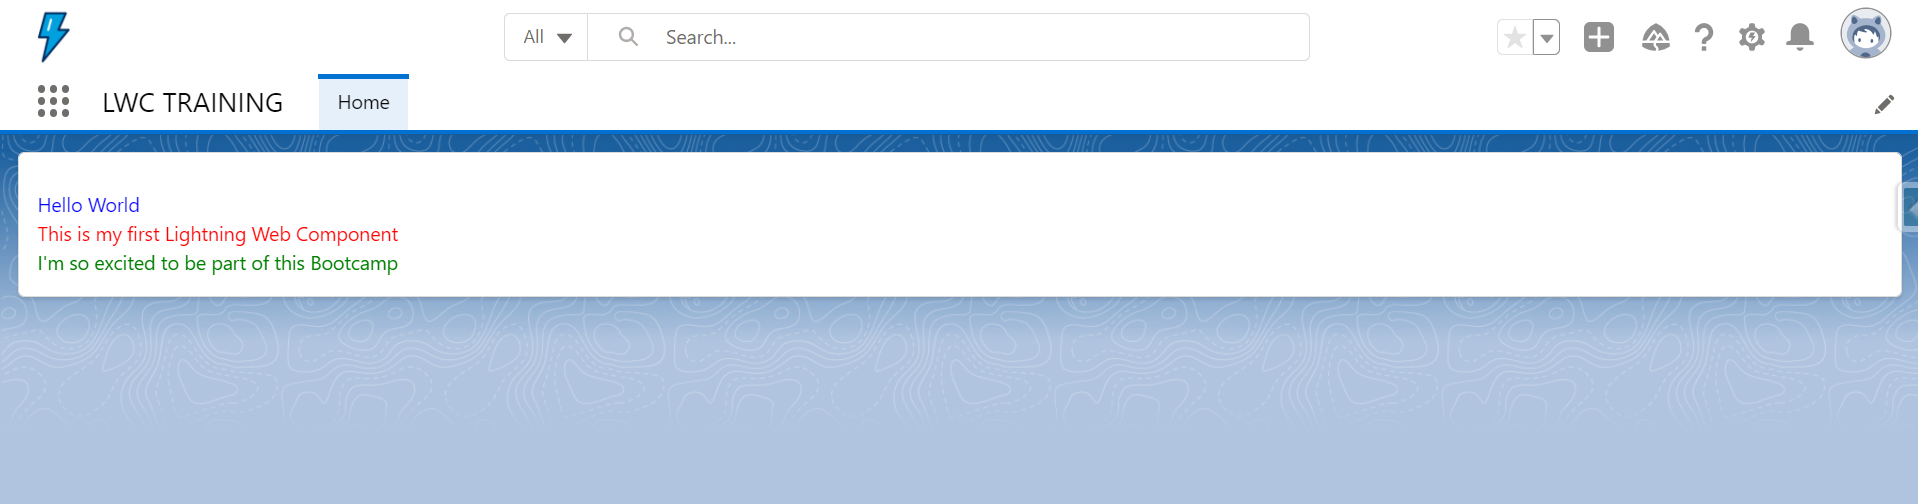 All
Search...
LWC TRAINING
Home
Hello World
This is my first Lightning Web Component
I'm so excited to be part of this Bootcamp